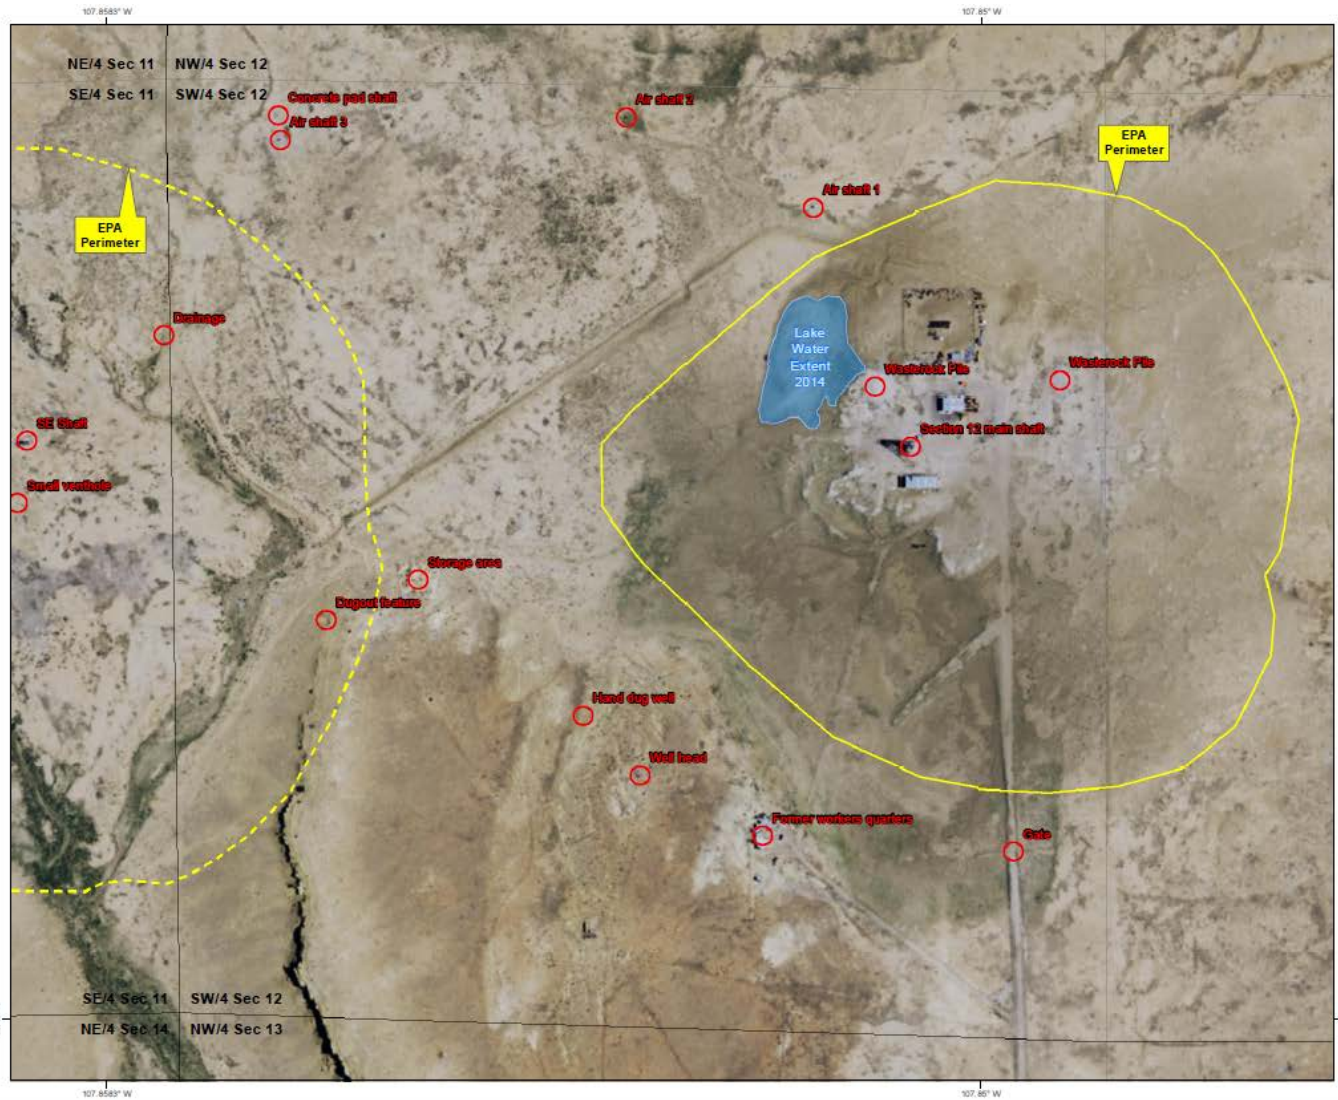 107.8583° W
107.85° W
NE/4 Sec 11
NW/4 Sec 12
SE/4 Sec 11
SW/4 Sec 12
Concrete pad shaft
Air shaft 3
Air shaft 2
EPA
Perimeter
Air shaft 1
EPA
Perimeter
Drainage
Lake
Water
Extent
2014
Wasterock Pile
Wasterock Pile
SE Shaft
Section 12 main shaft
Small venthole
Storage area
Dugout feature
Hand dug well
Well head
Former workers quarters
Gate
SE/4 Sec 11
SW/4 Sec 12
NE/4 Sec 14
NW/4 Sec 13
107.8583° W
107.85° W